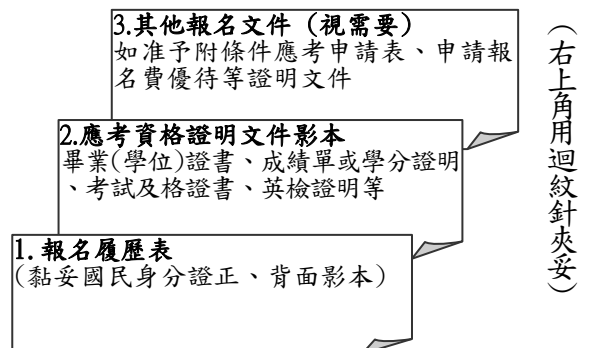 3.其他報名文件（視需要）
如准予附條件應考申請表、申請報
名費優待等證明文件
2.應考資格證明文件影本
畢業(學位)證書、成績單或學分證明
、考試及格證書、英檢證明等
1.報名履歷表
(黏妥國民身分證正、背面影本)
（右上角用迴紋針夾妥）